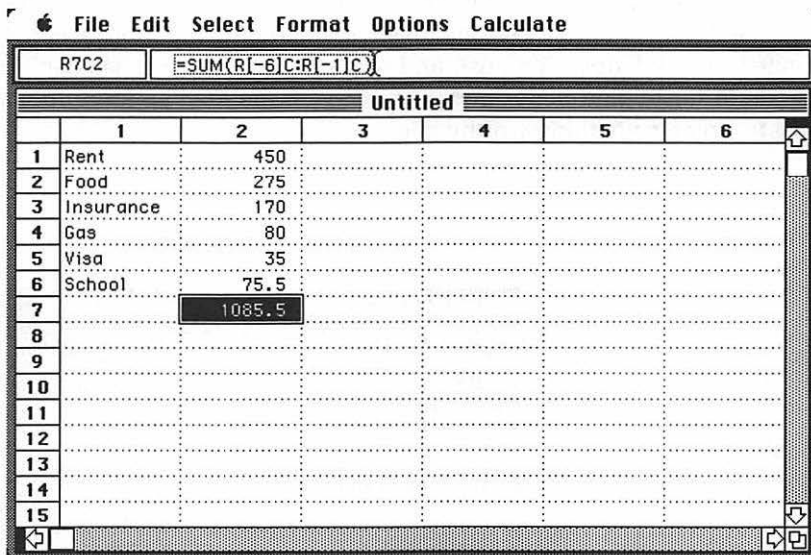 File Edit Select Format Options Calculate
R7C2 =SUM(R[-6]C:R[-1]C)
Untitled
1 2 3 4 5 6
1 Rent 450
2 Food 275
3 Insurance 170
4 Gas 80
5 Visa 35
6 School 75.5
7 1085.5
8
9
10
11
12
13
14
15